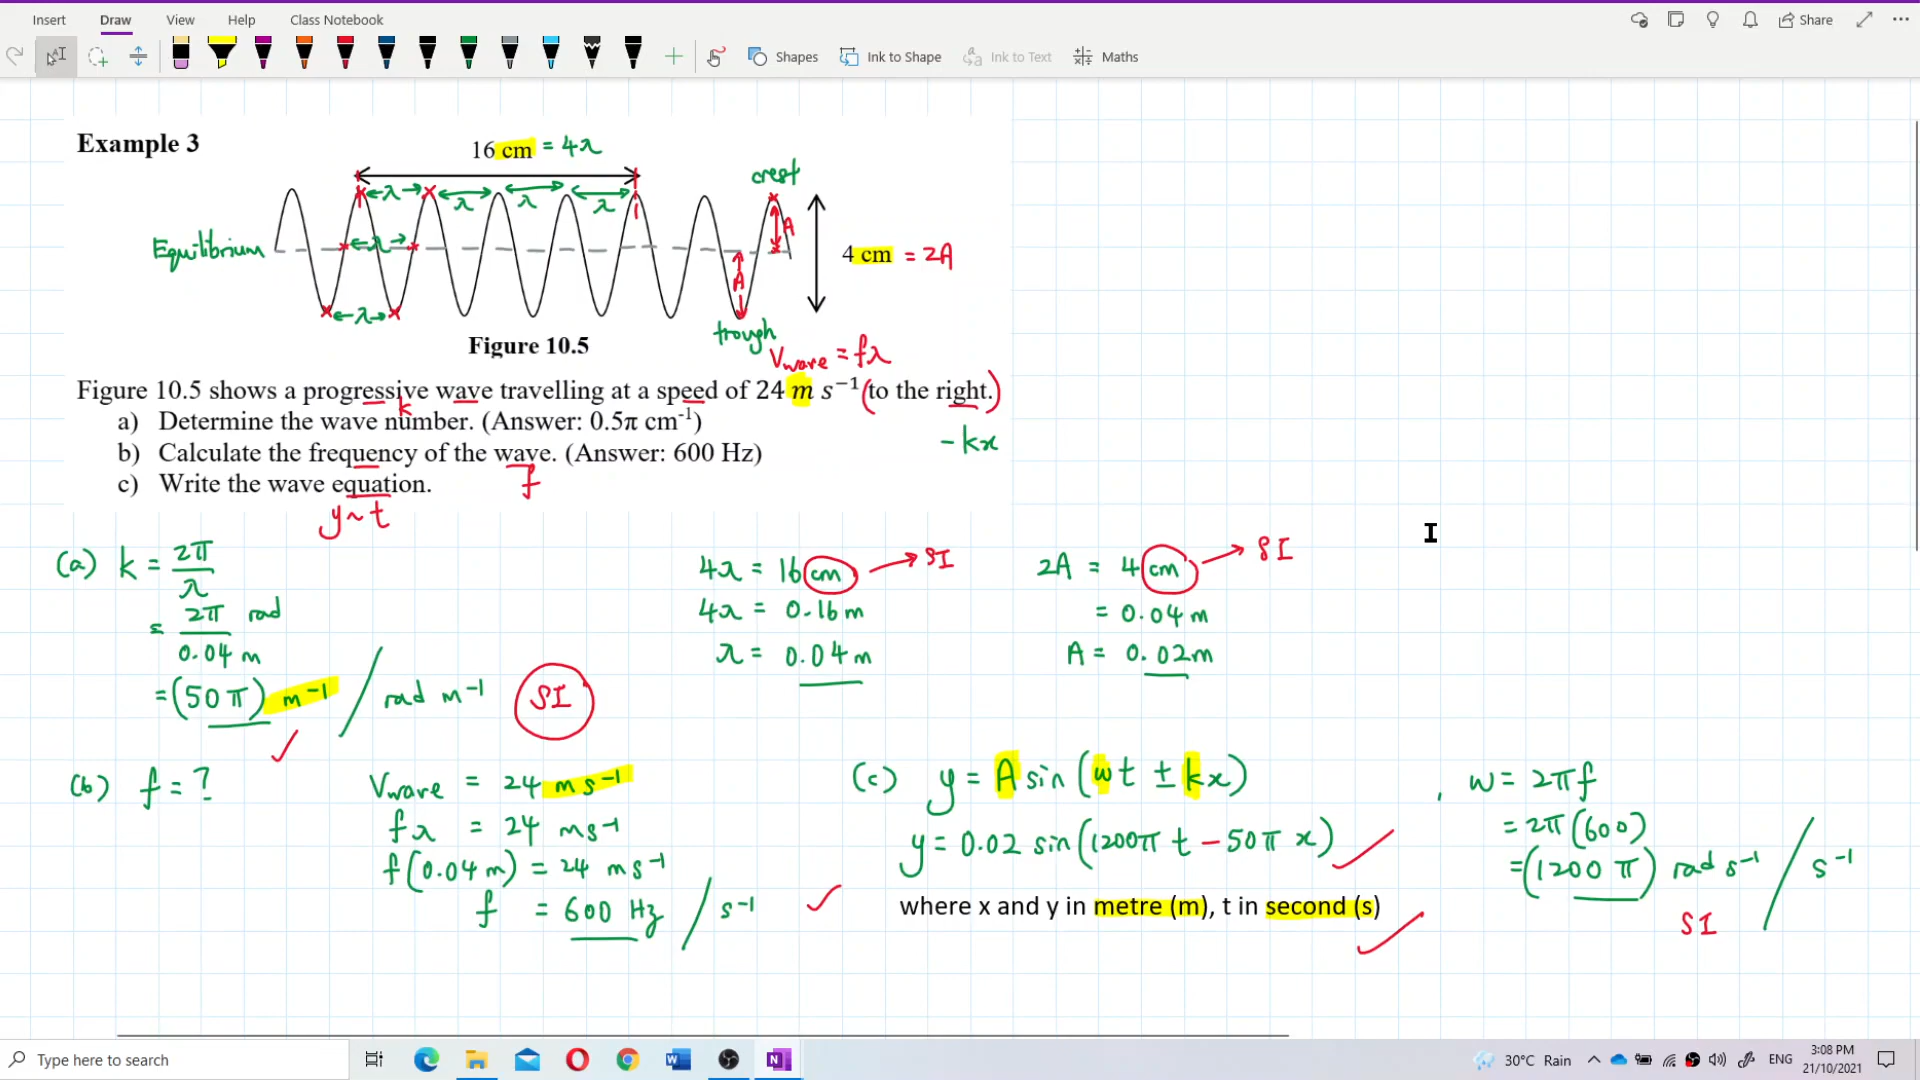 Insert Draw View Help Class Notebook Share
Shapes Ink to Shape Ink to Text Maths
Example 3
16 cm = 4λ
crest
λ λ λ λ
A
Equilibrium
λ
4 cm = 2A
A
λ
trough
Figure 10.5
Vwave = fλ
Figure 10.5 shows a progressive wave travelling at a speed of 24 m s⁻¹ (to the right.)
k
a) Determine the wave number. (Answer: 0.5π cm⁻¹)
- kx
b) Calculate the frequency of the wave. (Answer: 600 Hz)
f
c) Write the wave equation.
y ~ t
(a) k = 2π / λ
= 2π rad / 0.04 m
= (50 π) m⁻¹ / rad m⁻¹
SI
4λ = 16 cm → SI
4λ = 0.16 m
λ = 0.04 m
2A = 4 cm → SI
= 0.04 m
A = 0.02 m
(b) f = ?
Vwave = 24 m s⁻¹
fλ = 24 m s⁻¹
f(0.04 m) = 24 m s⁻¹
f = 600 Hz / s⁻¹
(c) y = A sin (ωt ± kx)
y = 0.02 sin (1200π t - 50π x)
where x and y in metre (m), t in second (s)
, ω = 2πf
= 2π (600)
= (1200 π) rad s⁻¹ / s⁻¹
SI
Type here to search
30°C Rain
ENG
3:08 PM
21/10/2021